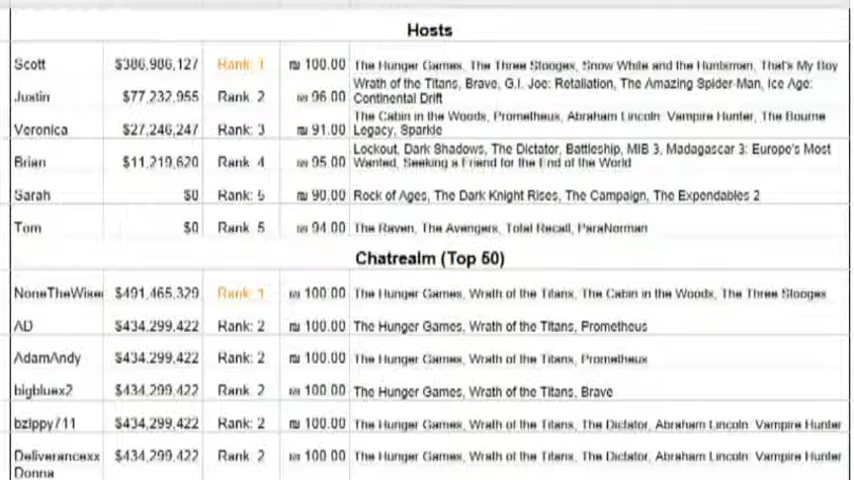 Hosts
Scott $386,986,127 Rank: 1 ₪ 100.00 The Hunger Games, The Three Stooges, Snow White and the Huntsman, That's My Boy
Wrath of the Titans, Brave, G.I. Joe: Retaliation, The Amazing Spider-Man, Ice Age:
Justin $77,232,955 Rank: 2 ₪ 96.00 Continental Drift
The Cabin in the Woods, Prometheus, Abraham Lincoln: Vampire Hunter, The Bourne
Veronica $27,246,247 Rank: 3 ₪ 91.00 Legacy, Sparkle
Lockout, Dark Shadows, The Dictator, Battleship, MIB 3, Madagascar 3: Europe's Most
Brian $11,219,620 Rank: 4 ₪ 95.00 Wanted, Seeking a Friend for the End of the World
Sarah $0 Rank: 5 ₪ 90.00 Rock of Ages, The Dark Knight Rises, The Campaign, The Expendables 2
Tom $0 Rank: 5 ₪ 94.00 The Raven, The Avengers, Total Recall, ParaNorman
Chatrealm (Top 50)
NoneTheWiser $491,465,329 Rank: 1 ₪ 100.00 The Hunger Games, Wrath of the Titans, The Cabin in the Woods, The Three Stooges
AD $434,299,422 Rank: 2 ₪ 100.00 The Hunger Games, Wrath of the Titans, Prometheus
AdamAndy $434,299,422 Rank: 2 ₪ 100.00 The Hunger Games, Wrath of the Titans, Prometheus
bigbluex2 $434,299,422 Rank: 2 ₪ 100.00 The Hunger Games, Wrath of the Titans, Brave
bzippy711 $434,299,422 Rank: 2 ₪ 100.00 The Hunger Games, Wrath of the Titans, The Dictator, Abraham Lincoln: Vampire Hunter
Deliverancexx $434,299,422 Rank: 2 ₪ 100.00 The Hunger Games, Wrath of the Titans, The Dictator, Abraham Lincoln: Vampire Hunter
Donna